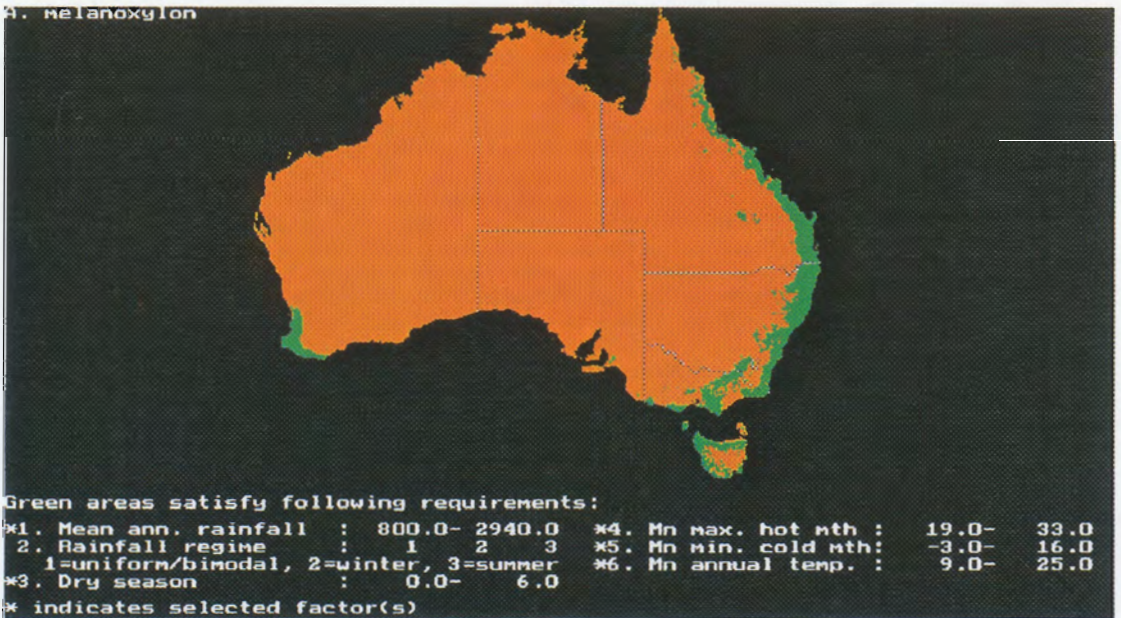 A. melanoxylon
Green areas satisfy following requirements:
*1. Mean ann. rainfall : 800.0- 2940.0 *4. Mn max. hot mth : 19.0- 33.0
2. Rainfall regime : 1 2 3 *5. Mn min. cold mth: -3.0- 16.0
1=uniform/bimodal, 2=winter, 3=summer *6. Mn annual temp. : 9.0- 25.0
*3. Dry season : 0.0- 6.0
* indicates selected factor(s)